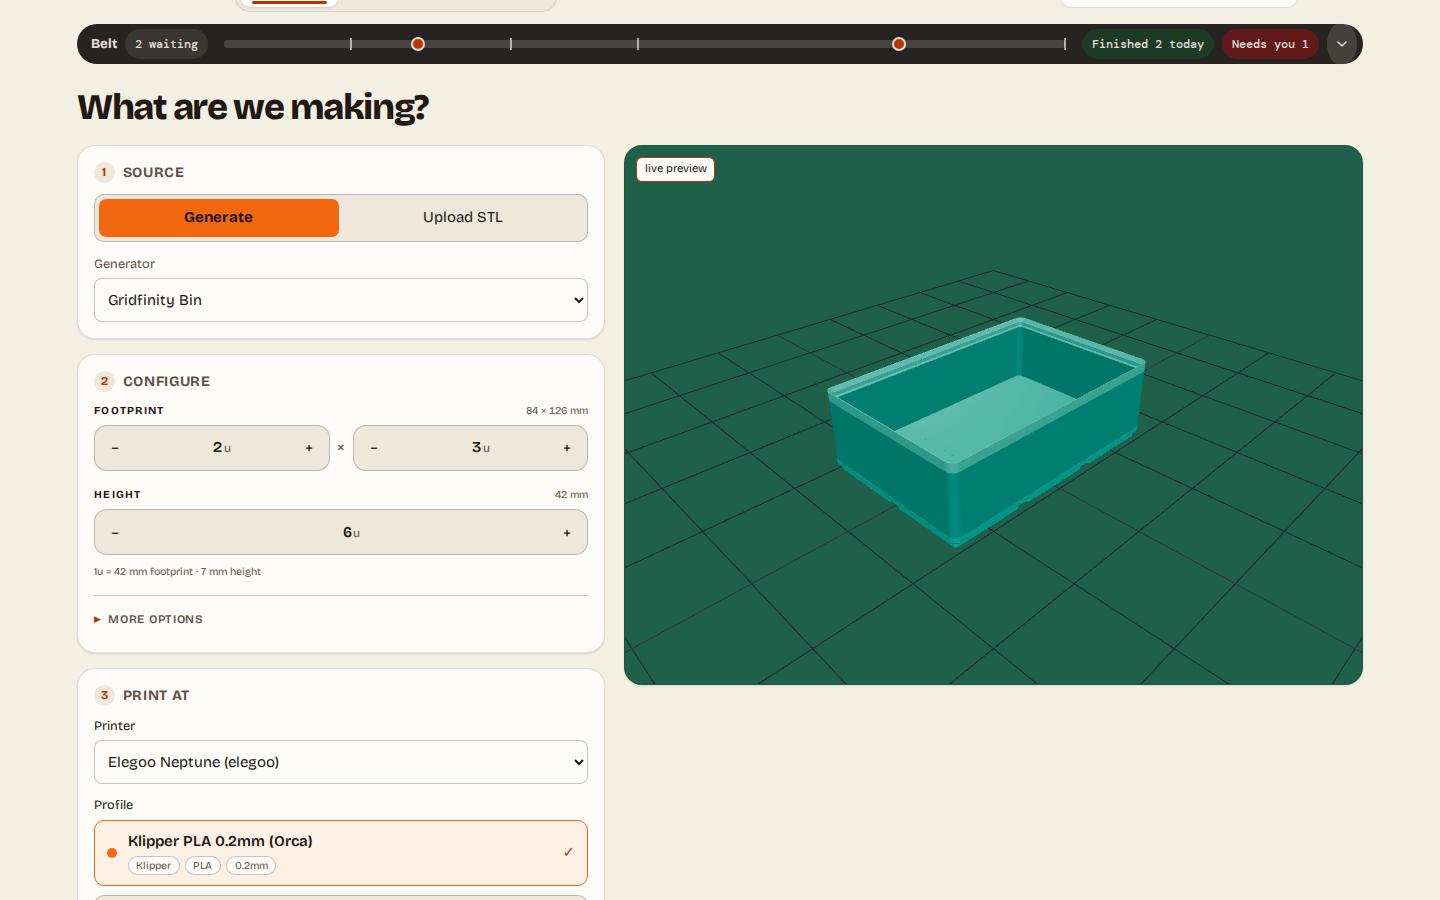 Belt 2 waiting Finished 2 today Needs you 1
What are we making?
1 SOURCE
Generate Upload STL
Generator
Gridfinity Bin
2 CONFIGURE
FOOTPRINT 84 × 126 mm
− 2 u + × − 3 u +
HEIGHT 42 mm
− 6 u +
1u = 42 mm footprint · 7 mm height
▶ MORE OPTIONS
3 PRINT AT
Printer
Elegoo Neptune (elegoo)
Profile
Klipper PLA 0.2mm (Orca) ✓
Klipper PLA 0.2mm
live preview